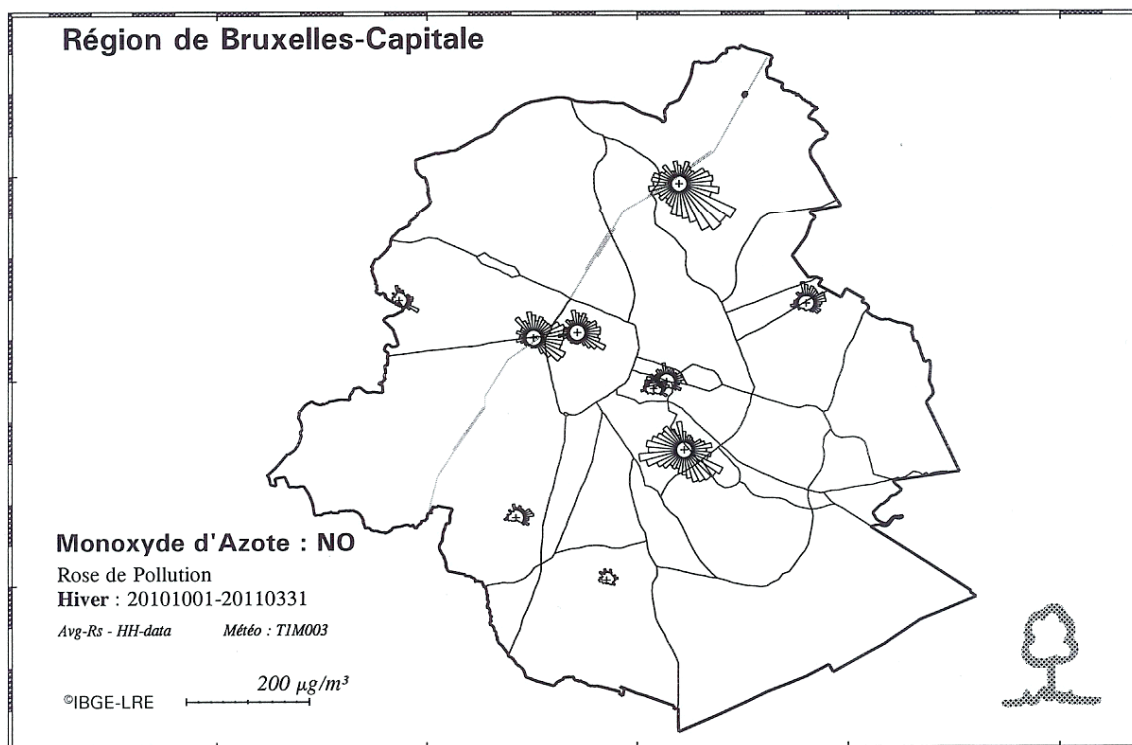 Région de Bruxelles-Capitale
Monoxyde d'Azote : NO
Rose de Pollution
Hiver : 20101001-20110331
Avg-Rs - HH-data Météo : T1M003
200 µg/m³
©IBGE-LRE